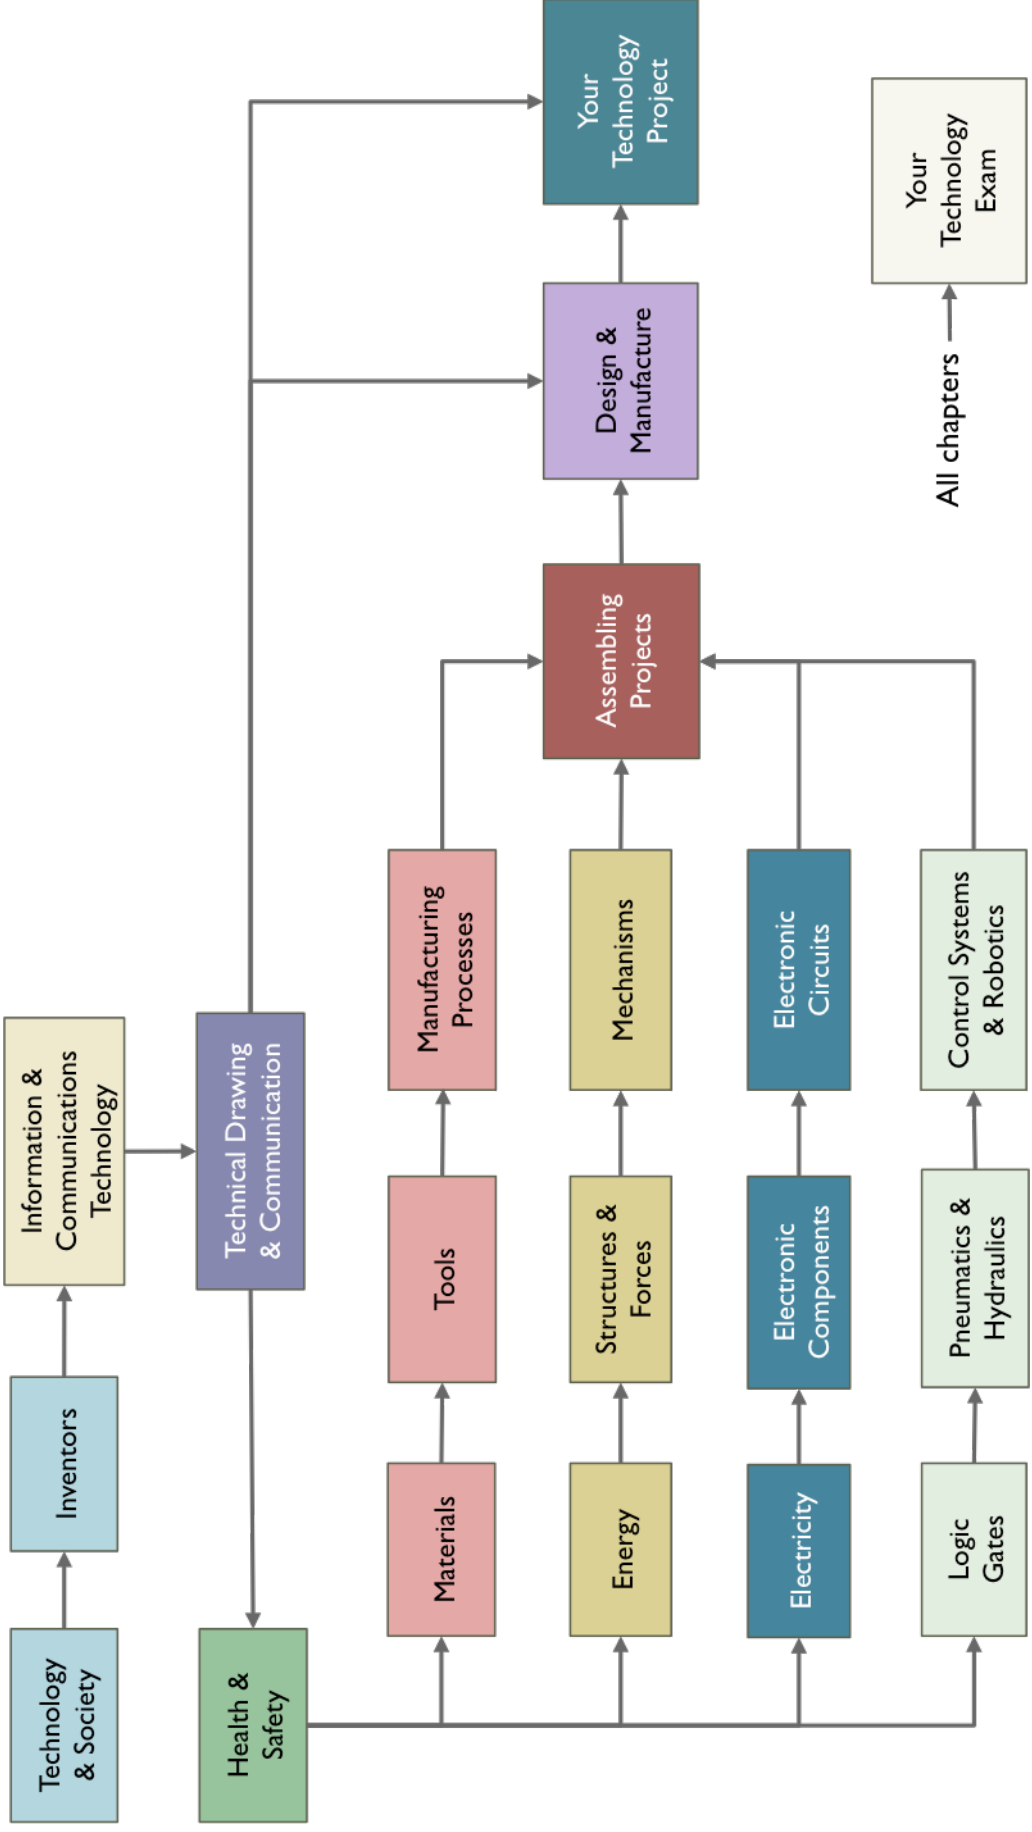 Technology
& Society
Inventors
Information &
Communications
Technology
Health &
Safety
Technical Drawing
& Communication
Materials
Tools
Manufacturing
Processes
Energy
Structures &
Forces
Mechanisms
Electricity
Electronic
Components
Electronic
Circuits
Logic
Gates
Pneumatics &
Hydraulics
Control Systems
& Robotics
Assembling
Projects
Design &
Manufacture
Your
Technology
Project
All chapters
Your
Technology
Exam